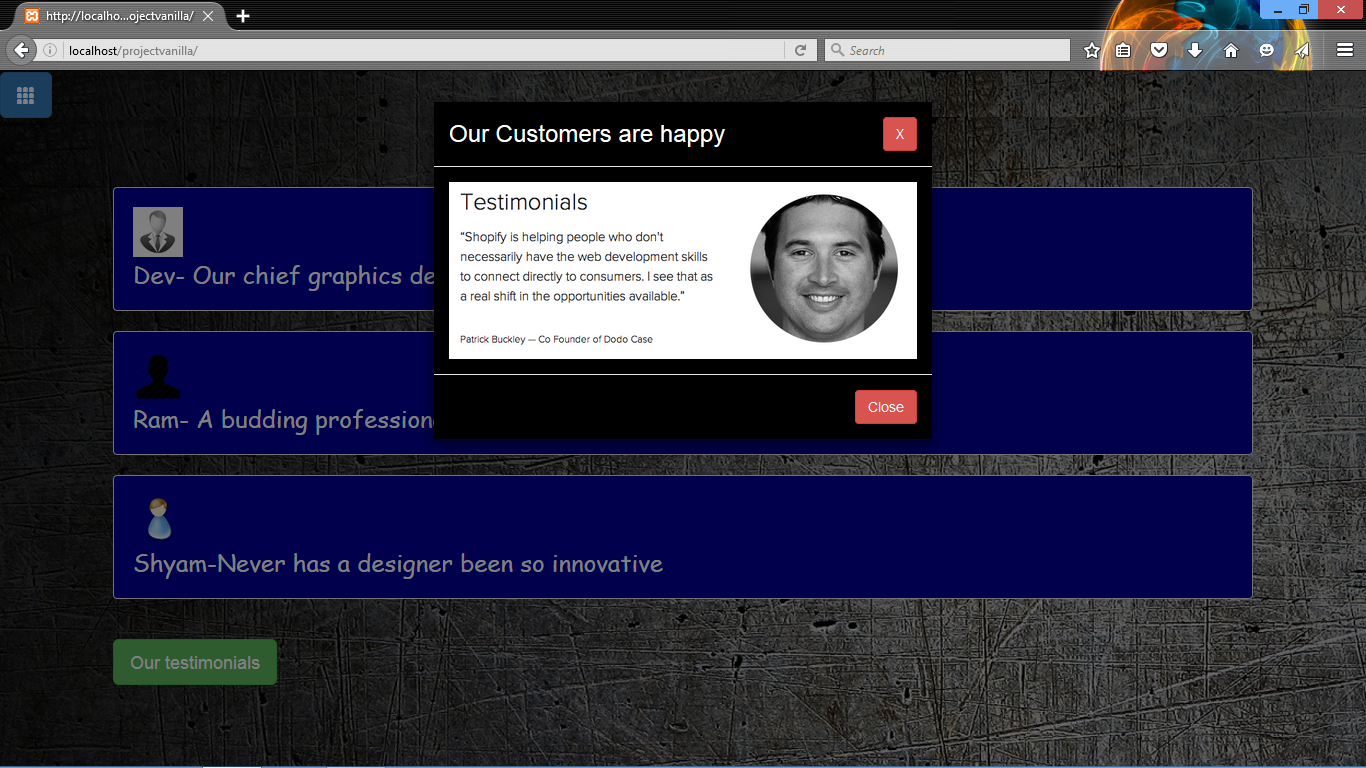 http://localho...ojectvanilla/
localhost/projectvanilla/
Search
Our Customers are happy
X
Testimonials
“Shopify is helping people who don't
necessarily have the web development skills
to connect directly to consumers. I see that as
a real shift in the opportunities available.”
Patrick Buckley — Co Founder of Dodo Case
Close
Dev- Our chief graphics de
Ram- A budding profession
Shyam-Never has a designer been so innovative
Our testimonials